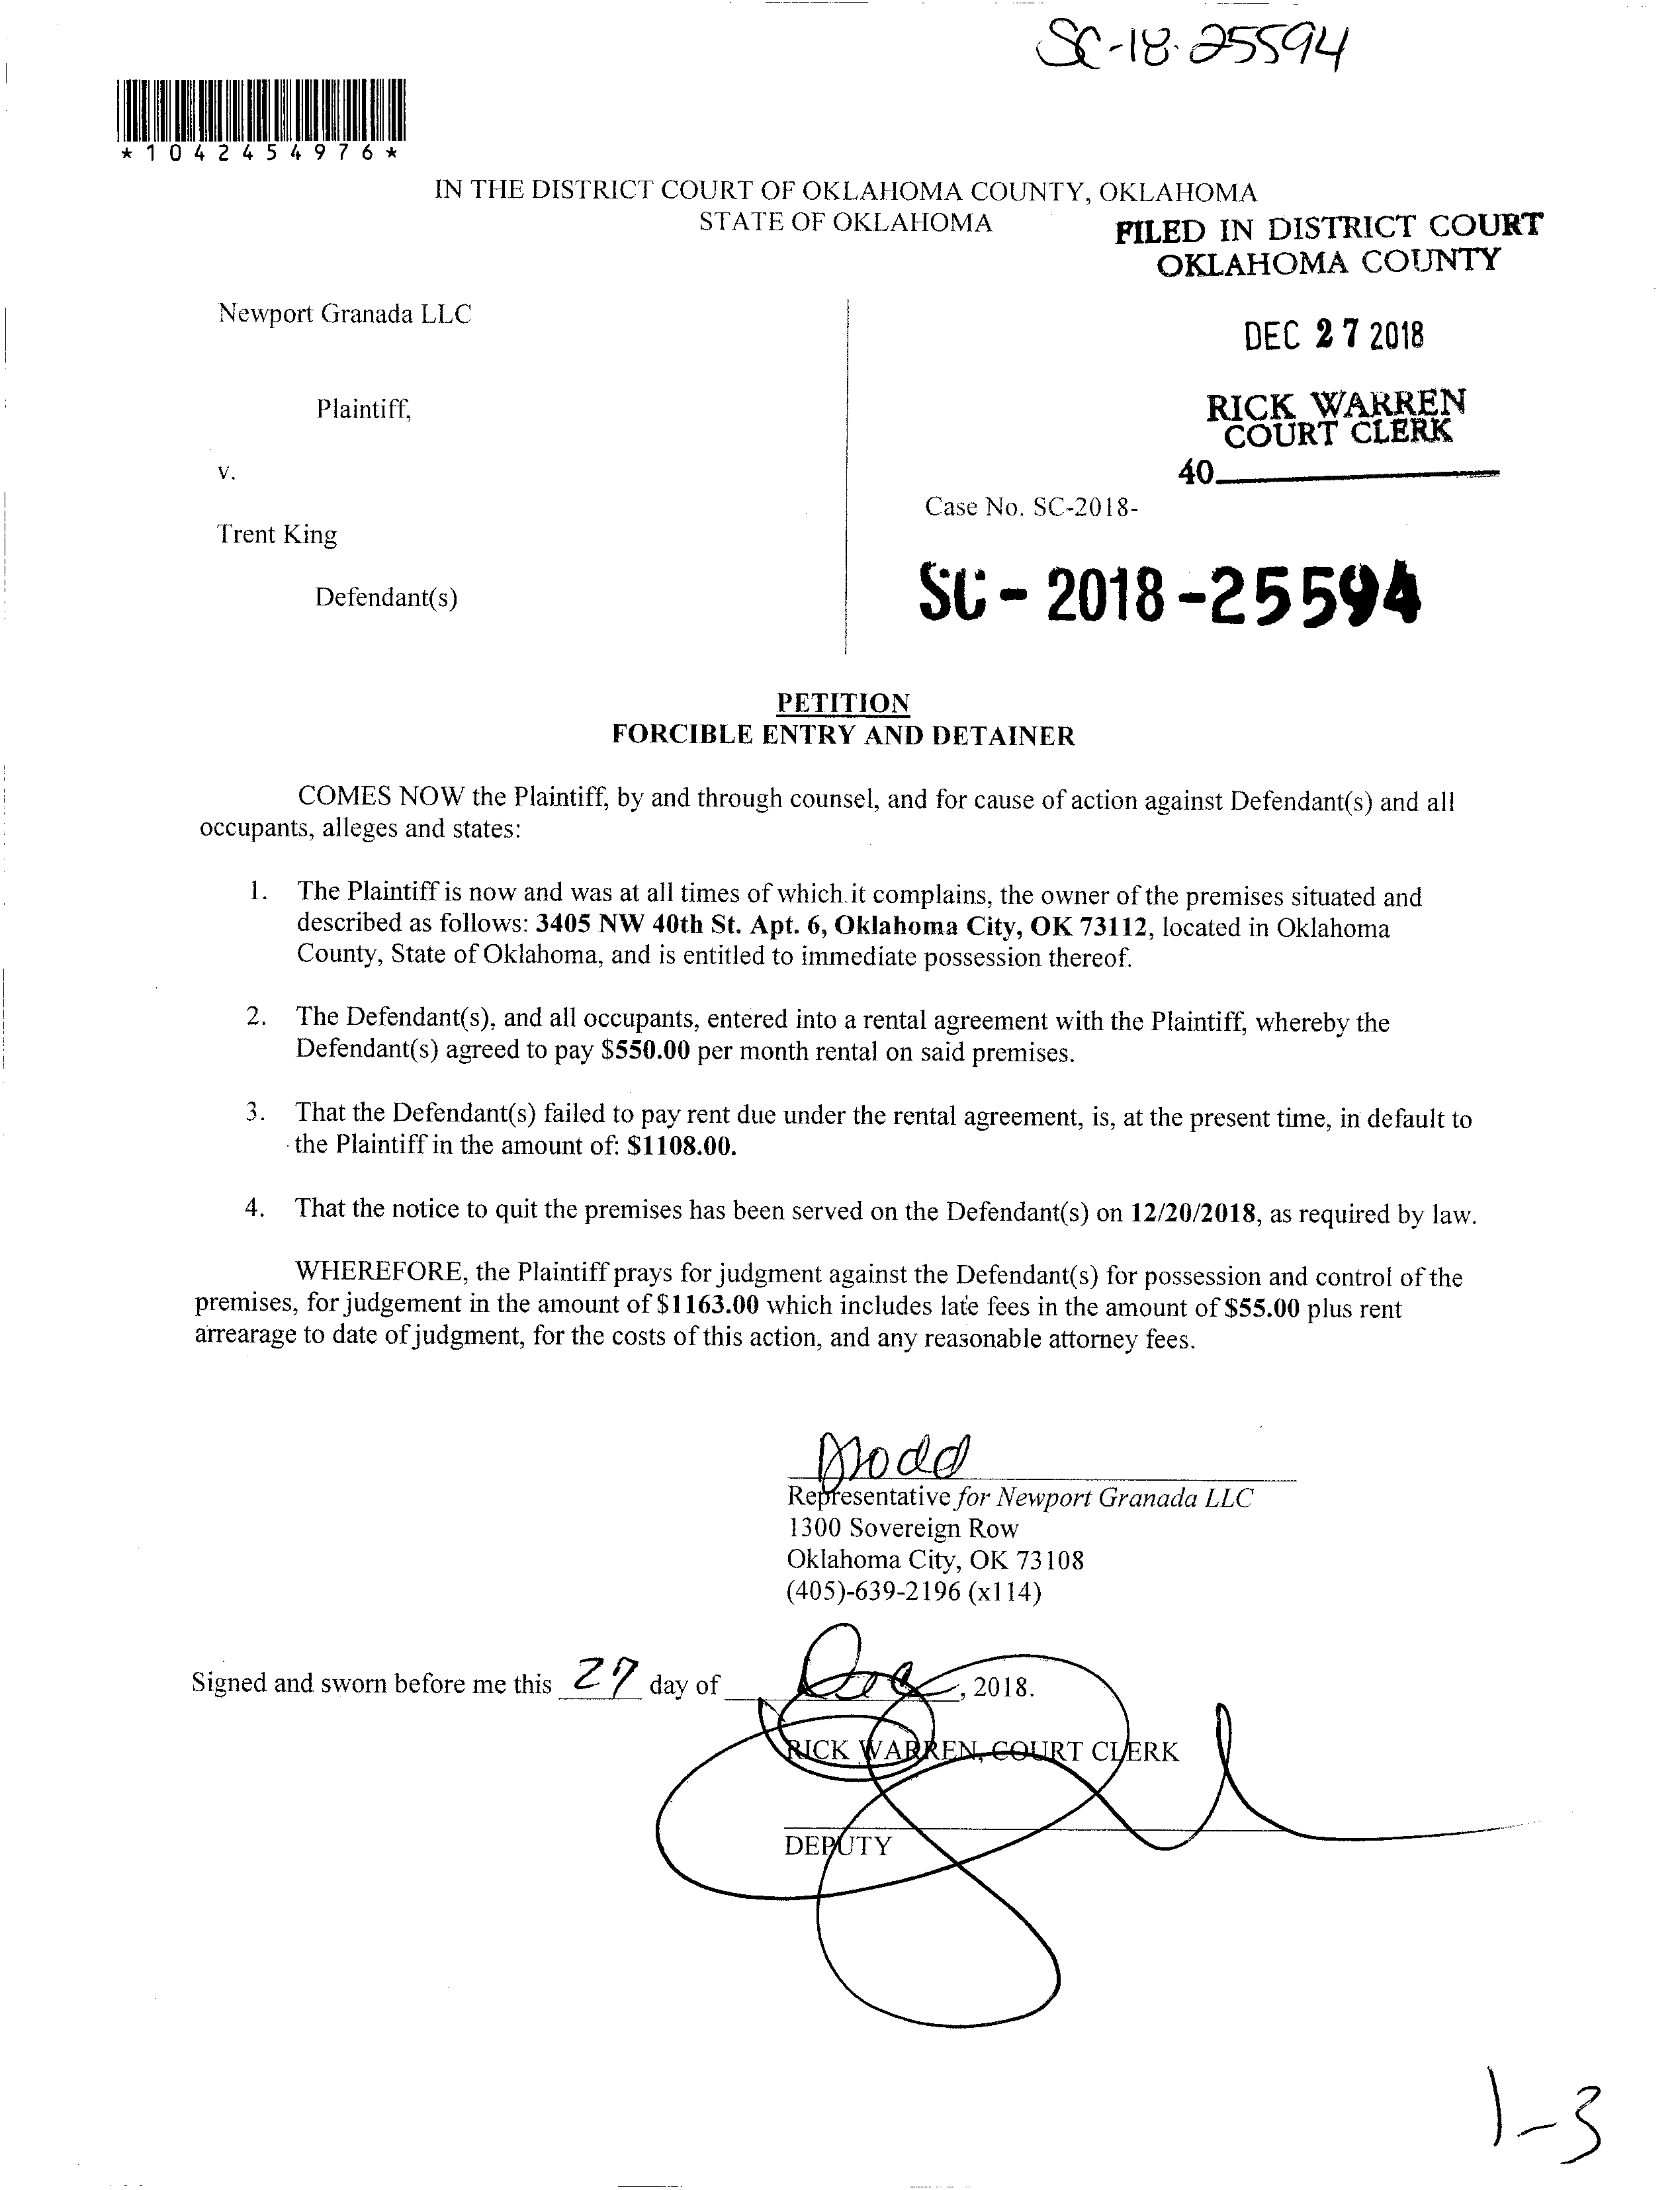 SC-18-25594
*1042454976*
IN THE DISTRICT COURT OF OKLAHOMA COUNTY, OKLAHOMA
STATE OF OKLAHOMA
FILED IN DISTRICT COURT
OKLAHOMA COUNTY
Newport Granada LLC
DEC 27 2018
Plaintiff,
RICK WARREN
COURT CLERK
v.
40
Case No. SC-2018-
Trent King
SC-2018-25594
Defendant(s)
PETITION
FORCIBLE ENTRY AND DETAINER
COMES NOW the Plaintiff, by and through counsel, and for cause of action against Defendant(s) and all
occupants, alleges and states:
1. The Plaintiff is now and was at all times of which it complains, the owner of the premises situated and
described as follows: 3405 NW 40th St. Apt. 6, Oklahoma City, OK 73112, located in Oklahoma
County, State of Oklahoma, and is entitled to immediate possession thereof.
2. The Defendant(s), and all occupants, entered into a rental agreement with the Plaintiff, whereby the
Defendant(s) agreed to pay $550.00 per month rental on said premises.
3. That the Defendant(s) failed to pay rent due under the rental agreement, is, at the present time, in default to
the Plaintiff in the amount of: $1108.00.
4. That the notice to quit the premises has been served on the Defendant(s) on 12/20/2018, as required by law.
WHEREFORE, the Plaintiff prays for judgment against the Defendant(s) for possession and control of the
premises, for judgement in the amount of $1163.00 which includes late fees in the amount of $55.00 plus rent
arrearage to date of judgment, for the costs of this action, and any reasonable attorney fees.
Representative for Newport Granada LLC
1300 Sovereign Row
Oklahoma City, OK 73108
(405)-639-2196 (x114)
Signed and sworn before me this 27 day of Dec, 2018.
RICK WARREN, COURT CLERK
DEPUTY
1-3